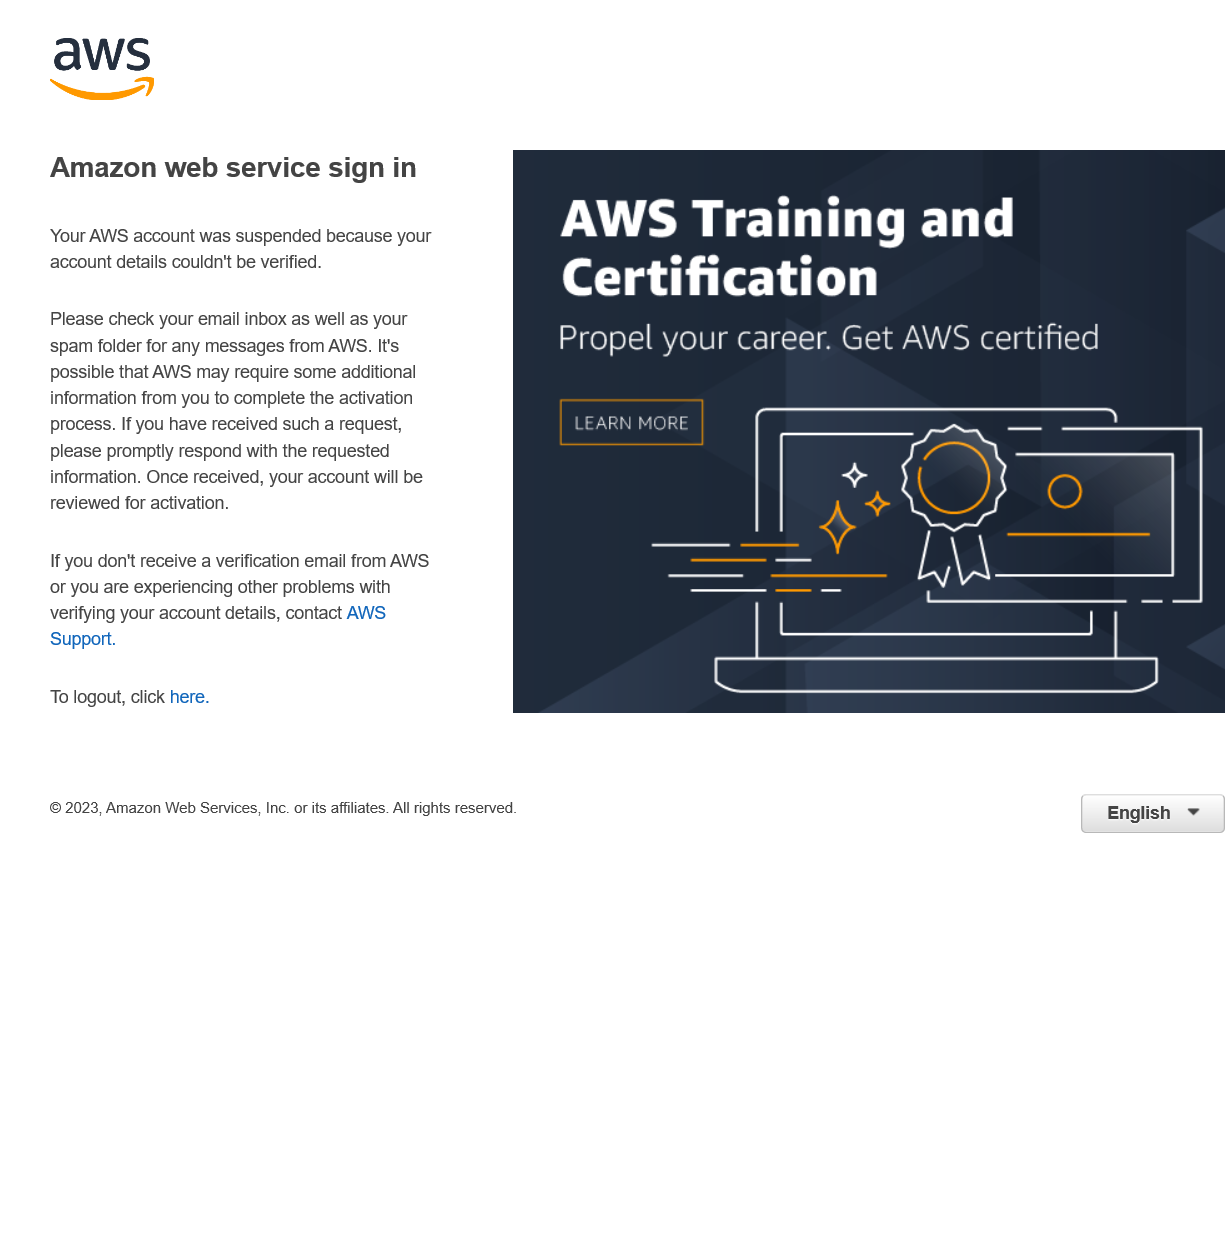 aws
Amazon web service sign in
Your AWS account was suspended because your
account details couldn't be verified.
Please check your email inbox as well as your
spam folder for any messages from AWS. It's
possible that AWS may require some additional
information from you to complete the activation
process. If you have received such a request,
please promptly respond with the requested
information. Once received, your account will be
reviewed for activation.
If you don't receive a verification email from AWS
or you are experiencing other problems with
verifying your account details, contact AWS
Support.
To logout, click here.
AWS Training and
Certification
Propel your career. Get AWS certified
LEARN MORE
© 2023, Amazon Web Services, Inc. or its affiliates. All rights reserved.
English